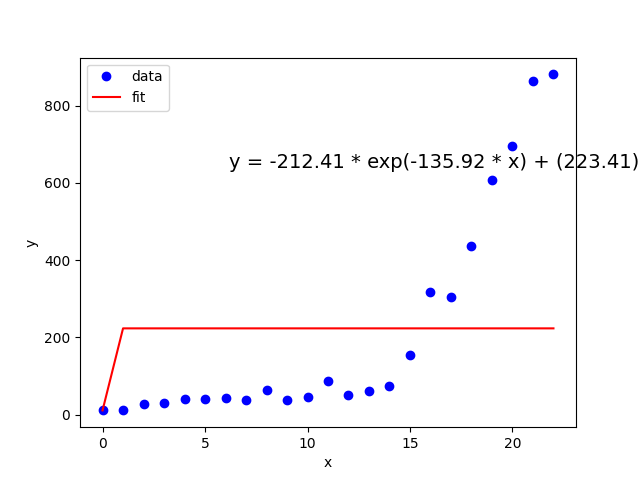 data
fit
y = -212.41 * exp(-135.92 * x) + (223.41)
y
800
600
400
200
0
0 5 10 15 20
x